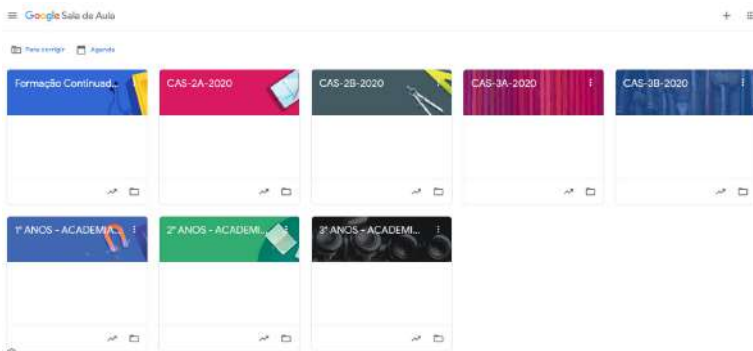 Google Sala de Aula
Para corrigir Agenda
Formação Continuad...
CAS-2A-2020
CAS-2B-2020
CAS-3A-2020
CAS-3B-2020
1º ANOS - ACADEMIA...
2º ANOS - ACADEMI...
3º ANOS - ACADEMI...